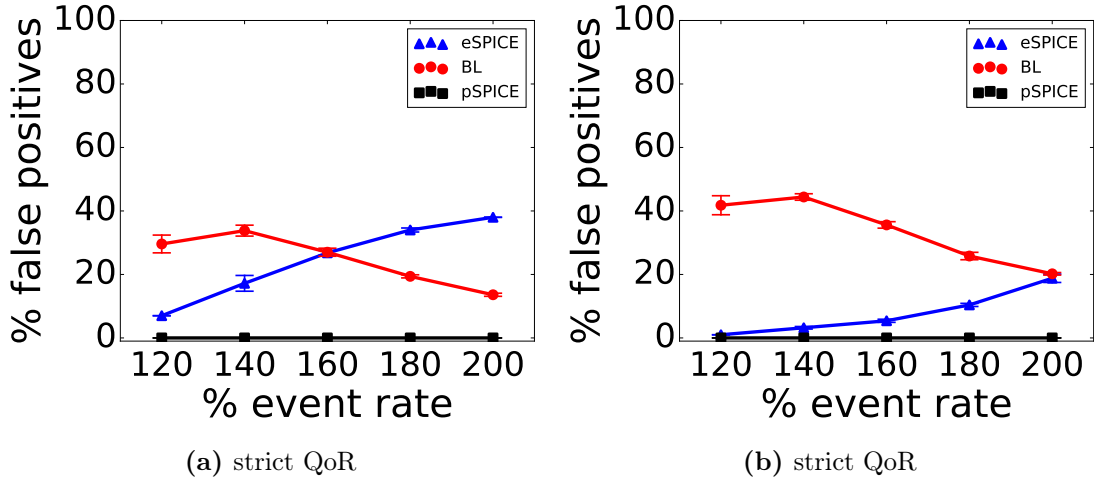 % false positives
100
80
60
40
20
0
eSPICE
BL
pSPICE
120 140 160 180 200
% event rate
(a) strict QoR
% false positives
100
80
60
40
20
0
eSPICE
BL
pSPICE
120 140 160 180 200
% event rate
(b) strict QoR